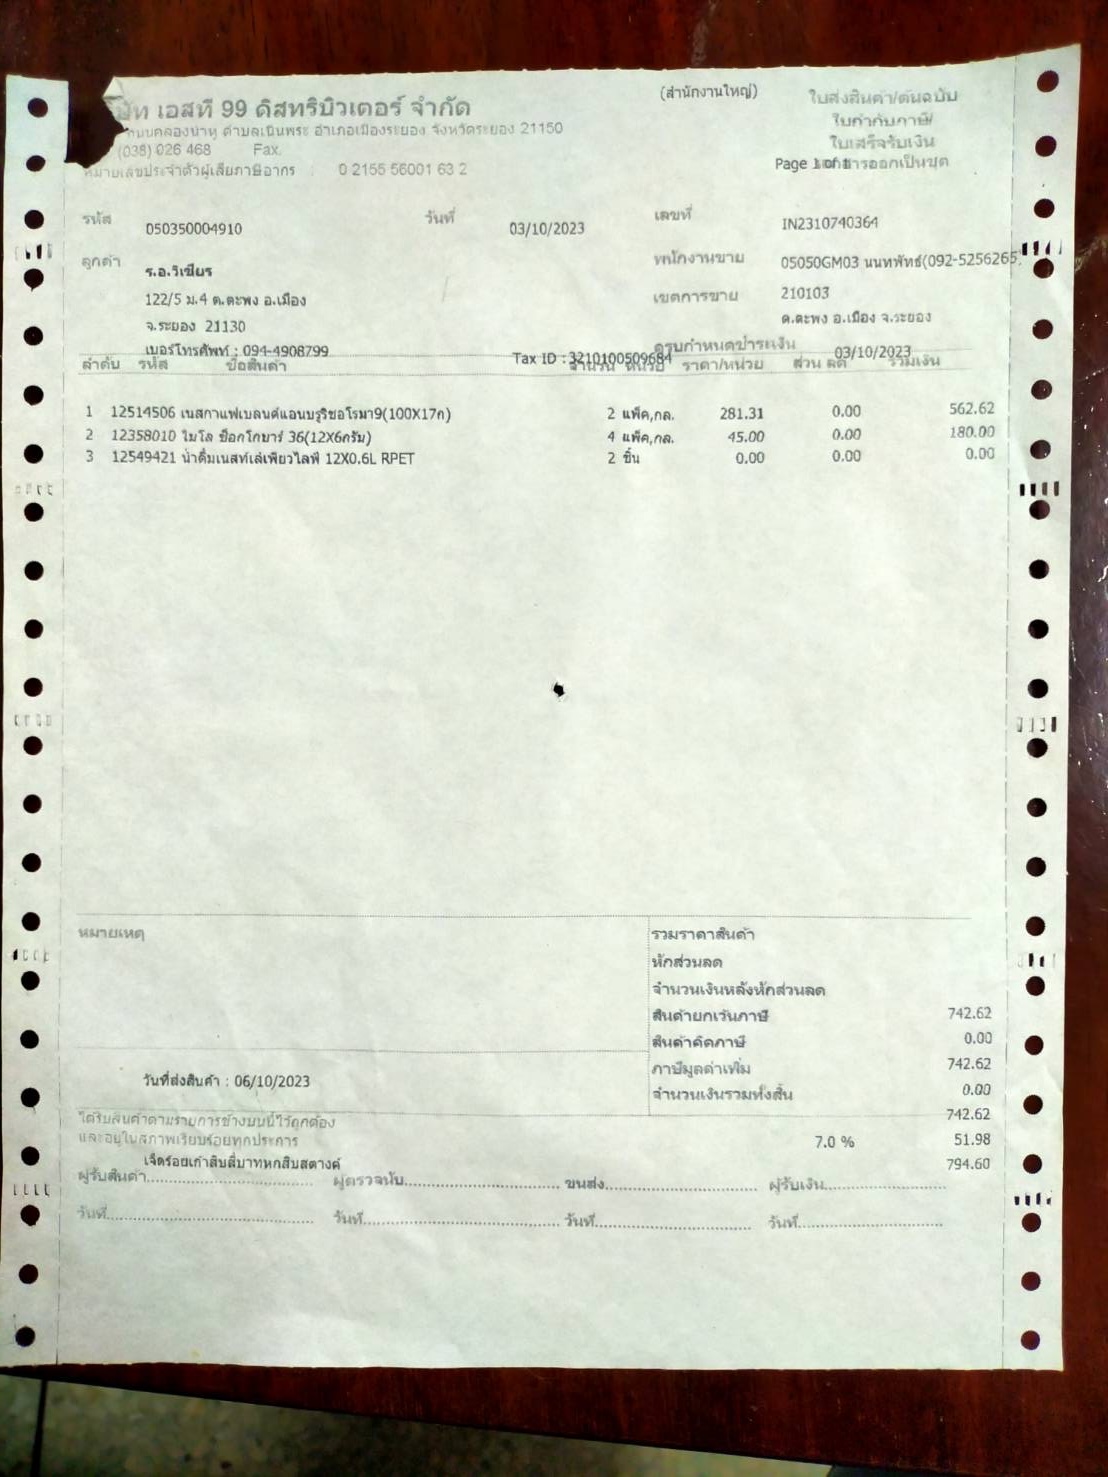 เอสที 99 ดิสทริบิวเตอร์ จำกัด
(สำนักงานใหญ่)
ใบส่งสินค้า/ต้นฉบับ
ถนนคลองน้ำหู ตำบลเนินพระ อำเภอเมืองระยอง จังหวัดระยอง 21150
ใบกำกับภาษี/
(038) 026 468 Fax.
ใบเสร็จรับเงิน
หมายเลขประจำตัวผู้เสียภาษีอากร : 0 2155 56001 63 2
Page 1 of เอกสารออกเป็นชุด
รหัส 050350004910 วันที่ 03/10/2023 เลขที่ IN2310740364
ลูกค้า ร.อ.วิเชียร พนักงานขาย 05050GM03 นนทพัทธ์(092-5256265
122/5 ม.4 ต.ตะพง อ.เมือง เขตการขาย 210103
จ.ระยอง 21130 ต.ตะพง อ.เมือง จ.ระยอง
เบอร์โทรศัพท์ : 094-4908799 Tax ID : 3210100509684 ครบกำหนดชำระเงิน 03/10/2023
ลำดับ รหัส ชื่อสินค้า จำนวน หน่วย ราคา/หน่วย ส่วน ลด รวมเงิน
1 12514506 เนสกาแฟเบลนด์แอนบรูริชอโรมา9(100X17ก) 2 แพ็ค,กล. 281.31 0.00 562.62
2 12358010 ไมโล ช็อกโกบาร์ 36(12X6กรัม) 4 แพ็ค,กล. 45.00 0.00 180.00
3 12549421 น้ำดื่มเนสท์เล่เพียวไลฟ์ 12X0.6L RPET 2 ชิ้น 0.00 0.00 0.00
หมายเหตุ
รวมราคาสินค้า
หักส่วนลด
จำนวนเงินหลังหักส่วนลด
สินค้ายกเว้นภาษี 742.62
สินค้าคิดภาษี 0.00
ภาษีมูลค่าเพิ่ม 742.62
วันที่ส่งสินค้า : 06/10/2023
จำนวนเงินรวมทั้งสิ้น 0.00
ได้รับสินค้าตามรายการข้างบนนี้ไว้ถูกต้อง 742.62
และอยู่ในสภาพเรียบร้อยทุกประการ 7.0 % 51.98
เจ็ดร้อยเก้าสิบสี่บาทหกสิบสตางค์ 794.60
ผู้รับสินค้า ผู้ตรวจนับ ขนส่ง ผู้รับเงิน
วันที่ วันที่ วันที่ วันที่